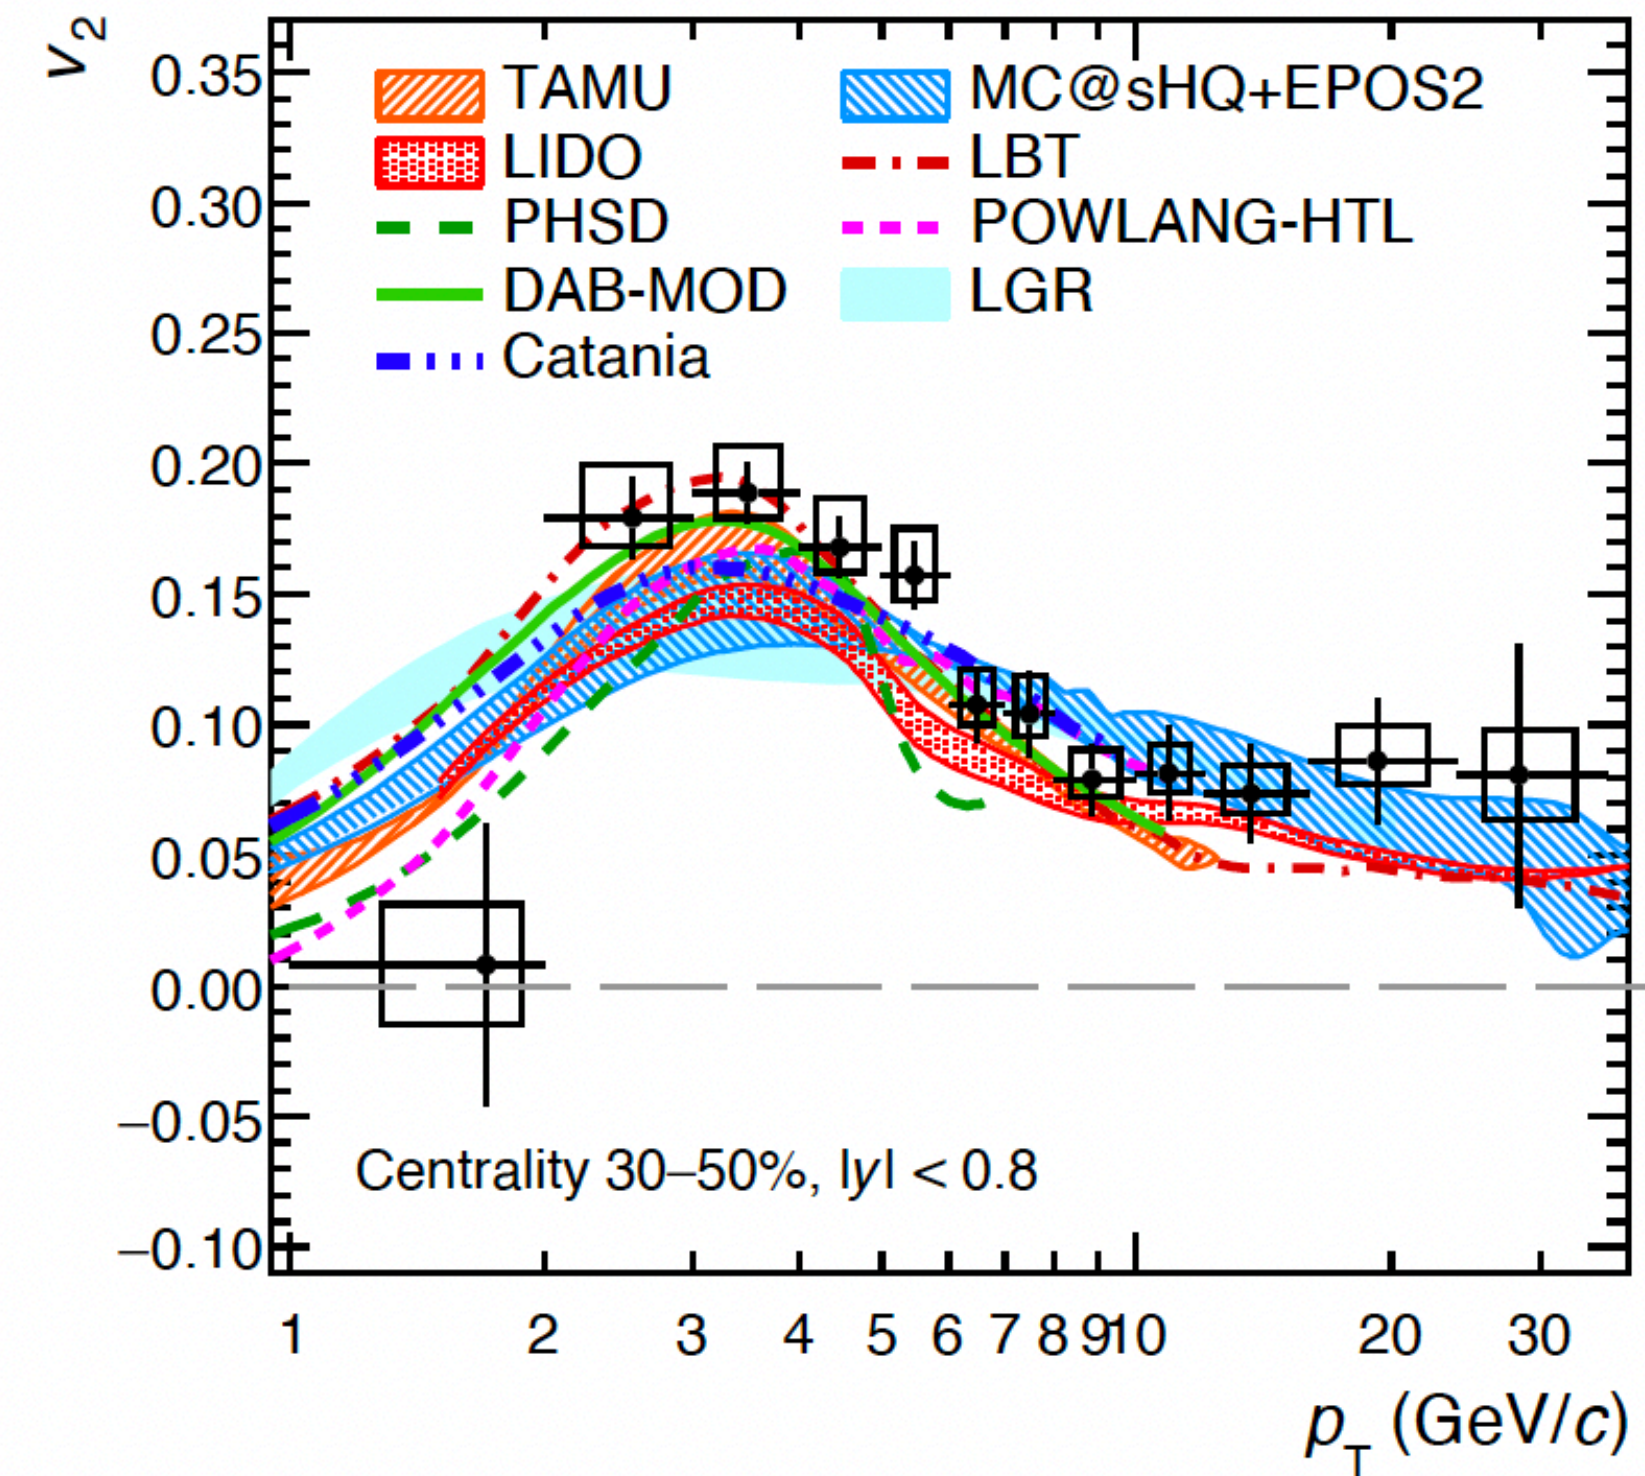 v2
0.35
0.30
0.25
0.20
0.15
0.10
0.05
0.00
−0.05
−0.10
TAMU
LIDO
PHSD
DAB-MOD
Catania
MC@sHQ+EPOS2
LBT
POWLANG-HTL
LGR
Centrality 30–50%, |y| < 0.8
1 2 3 4 5 6 7 8 9 10 20 30
pT (GeV/c)